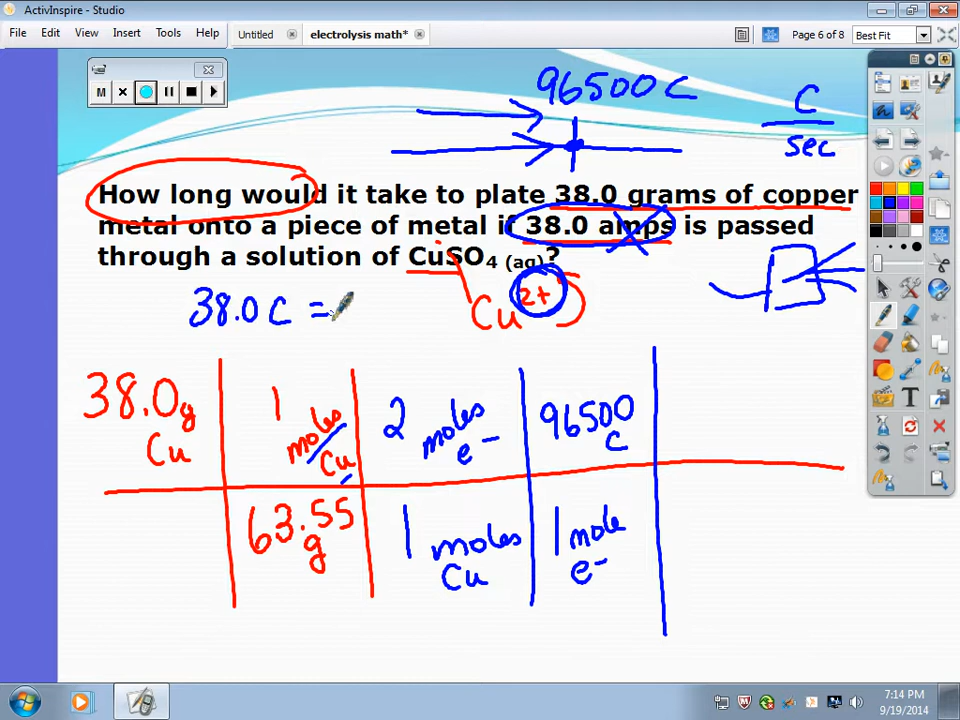 ActivInspire - Studio
File Edit View Insert Tools Help
Untitled
electrolysis math*
Page 6 of 8
Best Fit
M
96500 C
C
sec
How long would it take to plate 38.0 grams of copper
metal onto a piece of metal if 38.0 amps is passed
through a solution of CuSO4 (aq)?
38.0 C =
Cu 2+
38.0g
Cu
1
moles
Cu
2
moles
e-
96500
C
63.55
g
1
moles
Cu
1 mole
e-
7:14 PM
9/19/2014